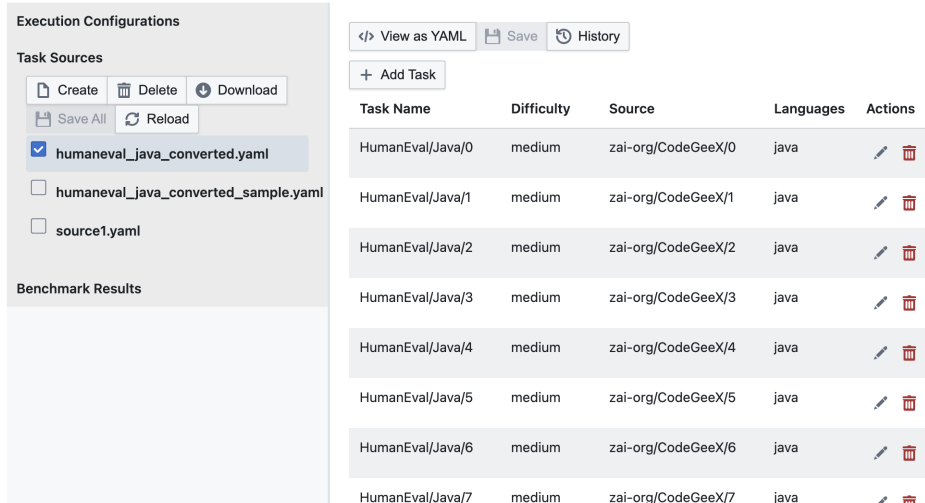 Execution Configurations
Task Sources
Create Delete Download
Save All Reload
humaneval_java_converted.yaml
humaneval_java_converted_sample.yaml
source1.yaml
Benchmark Results
</> View as YAML Save History
+ Add Task
Task Name Difficulty Source Languages Actions
HumanEval/Java/0 medium zai-org/CodeGeeX/0 java
HumanEval/Java/1 medium zai-org/CodeGeeX/1 java
HumanEval/Java/2 medium zai-org/CodeGeeX/2 java
HumanEval/Java/3 medium zai-org/CodeGeeX/3 java
HumanEval/Java/4 medium zai-org/CodeGeeX/4 java
HumanEval/Java/5 medium zai-org/CodeGeeX/5 java
HumanEval/Java/6 medium zai-org/CodeGeeX/6 java
HumanEval/Java/7 medium zai-org/CodeGeeX/7 java